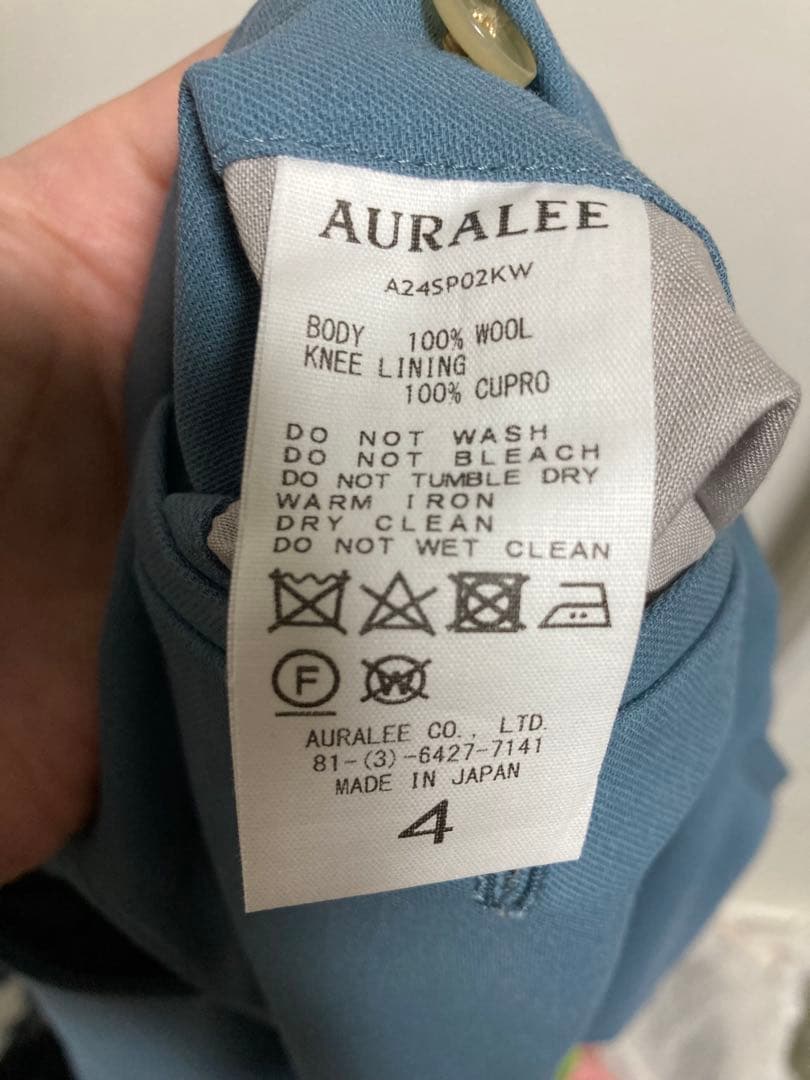 AURALEE
A24SP02KW
BODY 100% WOOL
KNEE LINING
100% CUPRO
DO NOT WASH
DO NOT BLEACH
DO NOT TUMBLE DRY
WARM IRON
DRY CLEAN
DO NOT WET CLEAN
F W
AURALEE CO., LTD.
81-(3)-6427-7141
MADE IN JAPAN
4